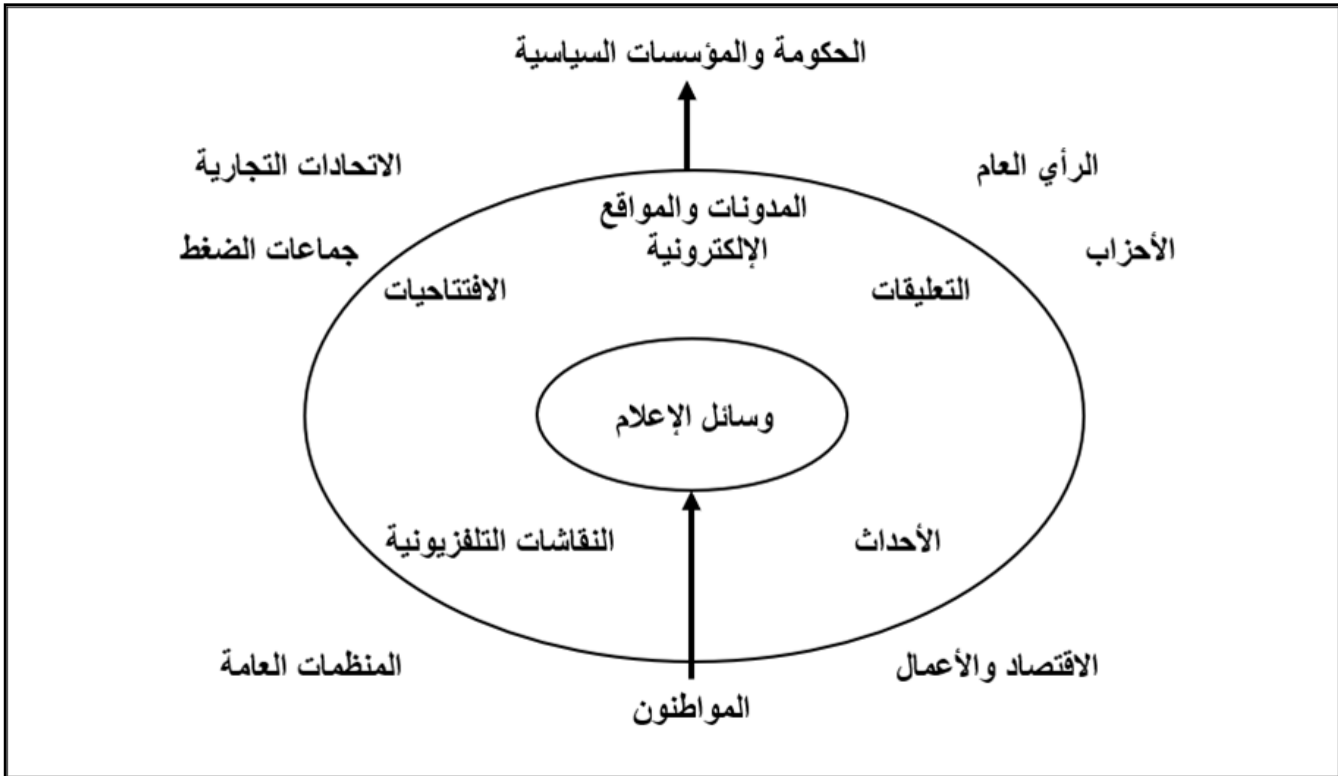 الحكومة والمؤسسات السياسية
الرأي العام
الاتحادات التجارية
المدونات والمواقع
الإلكترونية
الأحزاب
جماعات الضغط
التعليقات
الافتتاحيات
وسائل الإعلام
الأحداث
النقاشات التلفزيونية
الاقتصاد والأعمال
المنظمات العامة
المواطنون